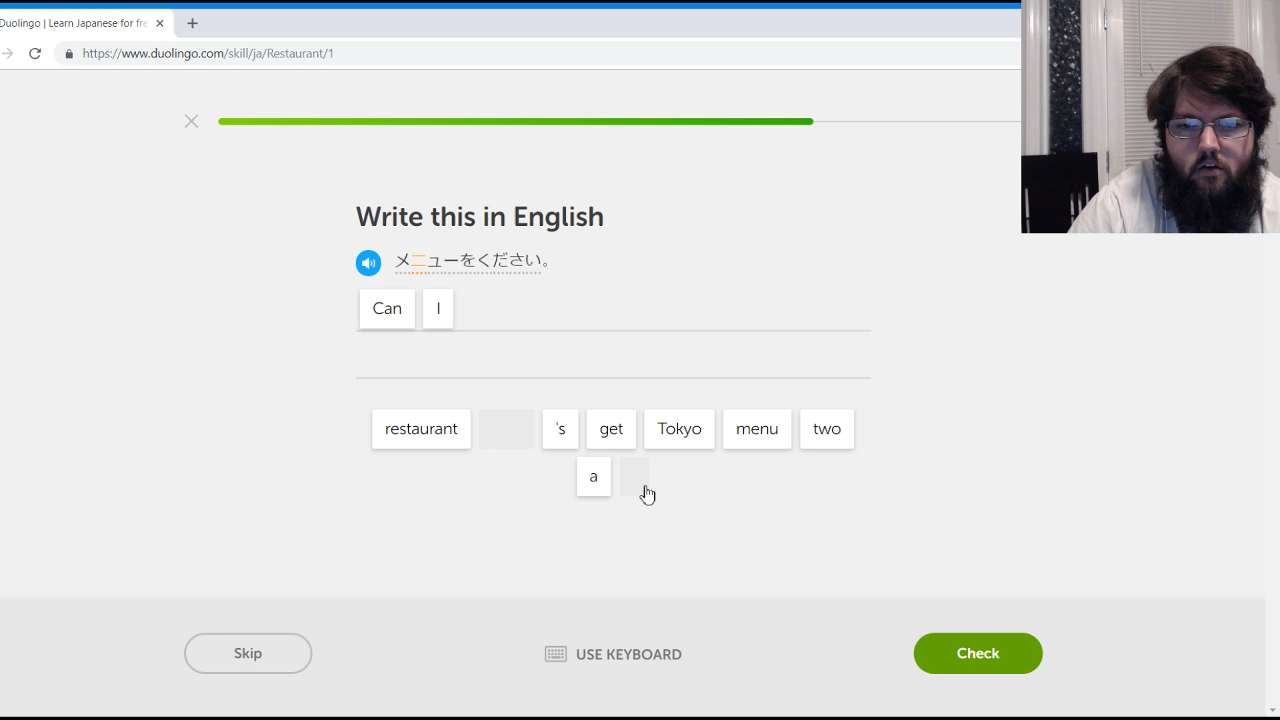 Duolingo | Learn Japanese for fre
https://www.duolingo.com/skill/ja/Restaurant/1
Write this in English
メニューをください。
Can I
restaurant 's get Tokyo menu two
a
Skip USE KEYBOARD Check